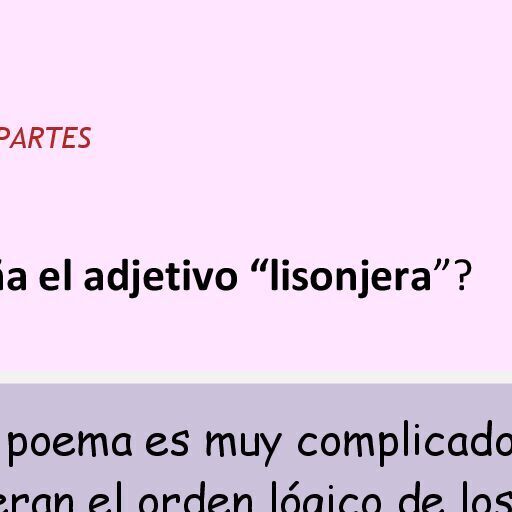 PARTES
ña el adjetivo “lisonjera”?
poema es muy complicado
eran el orden lógico de los